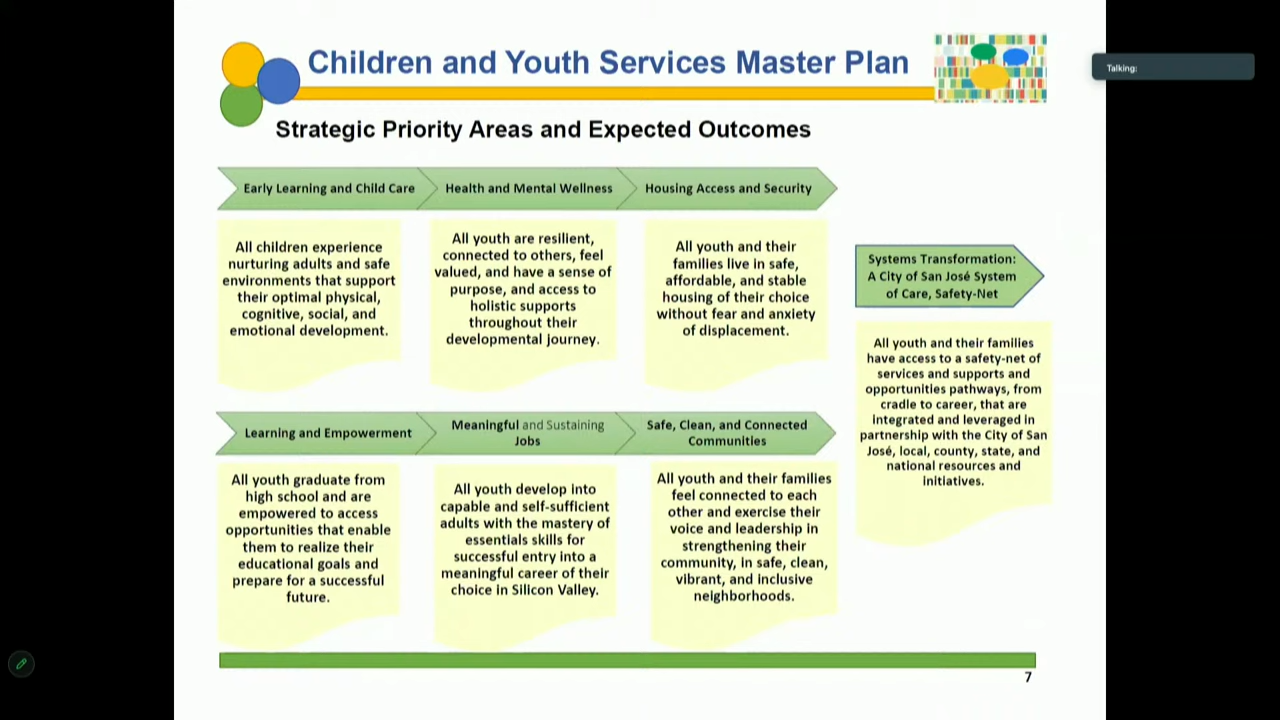 Children and Youth Services Master Plan
Talking:
Strategic Priority Areas and Expected Outcomes
Early Learning and Child Care
All children experience
nurturing adults and safe
environments that support
their optimal physical,
cognitive, social, and
emotional development.
Health and Mental Wellness
All youth are resilient,
connected to others, feel
valued, and have a sense of
purpose, and access to
holistic supports
throughout their
developmental journey.
Housing Access and Security
All youth and their
families live in safe,
affordable, and stable
housing of their choice
without fear and anxiety
of displacement.
Learning and Empowerment
All youth graduate from
high school and are
empowered to access
opportunities that enable
them to realize their
educational goals and
prepare for a successful
future.
Meaningful and Sustaining
Jobs
All youth develop into
capable and self-sufficient
adults with the mastery of
essentials skills for
successful entry into a
meaningful career of their
choice in Silicon Valley.
Safe, Clean, and Connected
Communities
All youth and their families
feel connected to each
other and exercise their
voice and leadership in
strengthening their
community, in safe, clean,
vibrant, and inclusive
neighborhoods.
Systems Transformation:
A City of San José System
of Care, Safety-Net
All youth and their families
have access to a safety-net of
services and supports and
opportunities pathways, from
cradle to career, that are
integrated and leveraged in
partnership with the City of San
José, local, county, state, and
national resources and
initiatives.
7